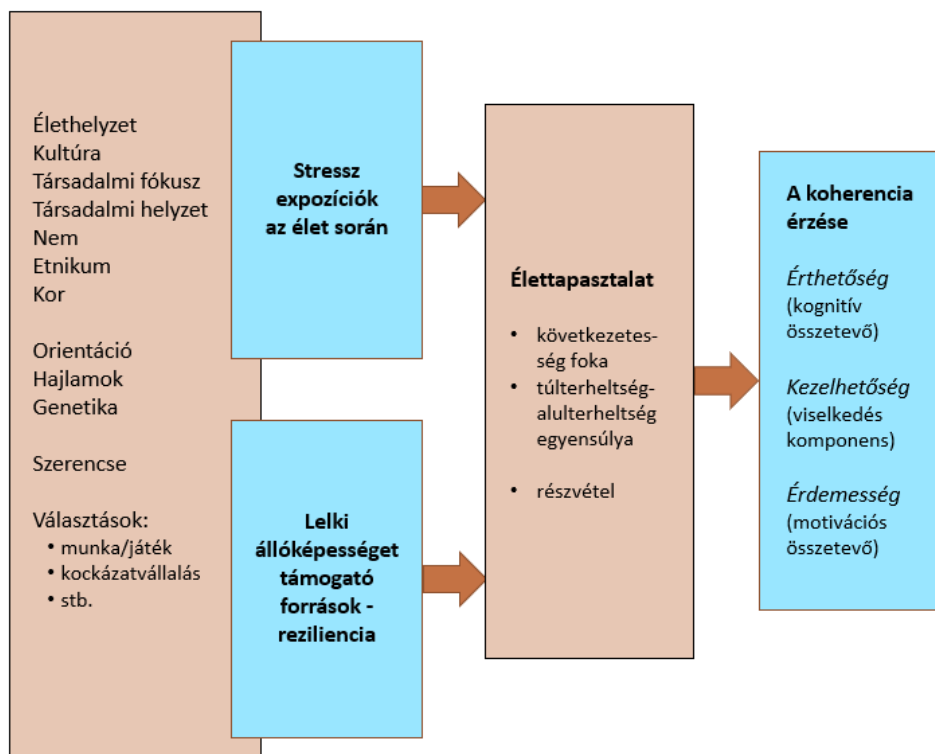 Élethelyzet
Kultúra
Társadalmi fókusz
Társadalmi helyzet
Nem
Etnikum
Kor
Orientáció
Hajlamok
Genetika
Szerencse
Választások:
• munka/játék
• kockázatvállalás
• stb.
Stressz
expozíciók
az élet során
Lelki
állóképességet
támogató
források -
reziliencia
Élettapasztalat
• következetes-
ség foka
• túlterheltség-
alulterheltség
egyensúlya
• részvétel
A koherencia
érzése
Érthetőség
(kognitív
összetevő)
Kezelhetőség
(viselkedés
komponens)
Érdemesség
(motivációs
összetevő)